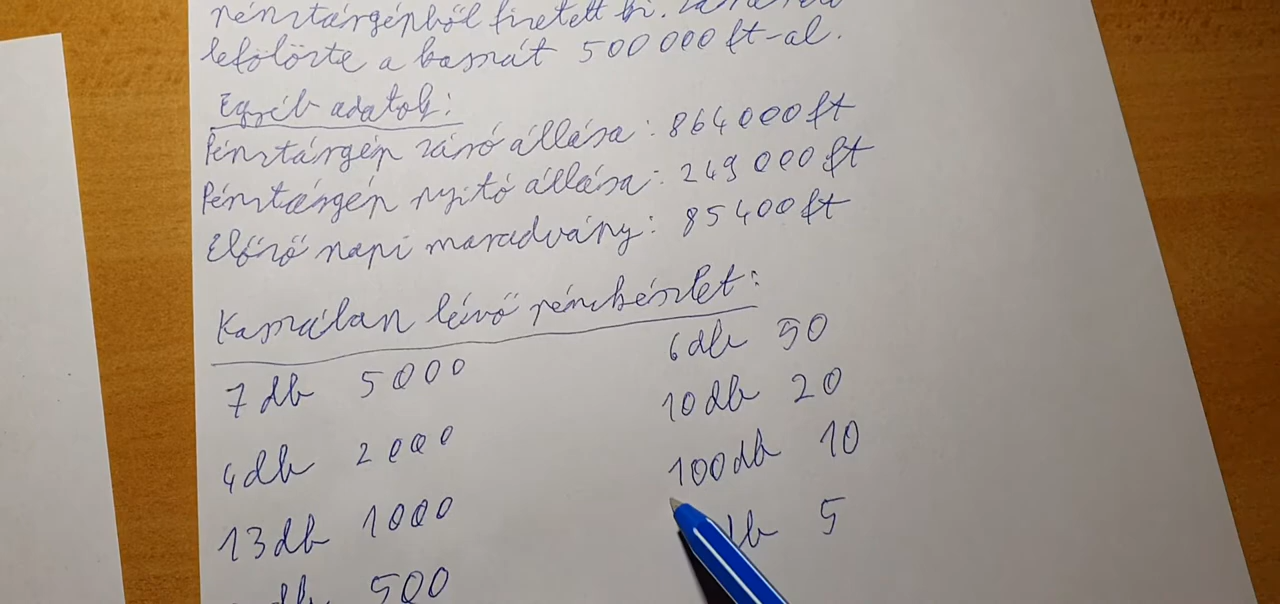 pénztárgépből fizetett ki.
lefölözte a kasszát 500 000 ft-al.
Egyéb adatok:
Pénztárgép záró állása: 864 000 ft
Pénztárgép nyitó állása: 249 000 ft
Előző napi maradvány: 85 400 ft
Kasszában lévő pénzkészlet:
7 db 5000
4 db 2000
13 db 1000
db 500
6 db 50
10 db 20
100 db 10
db 5